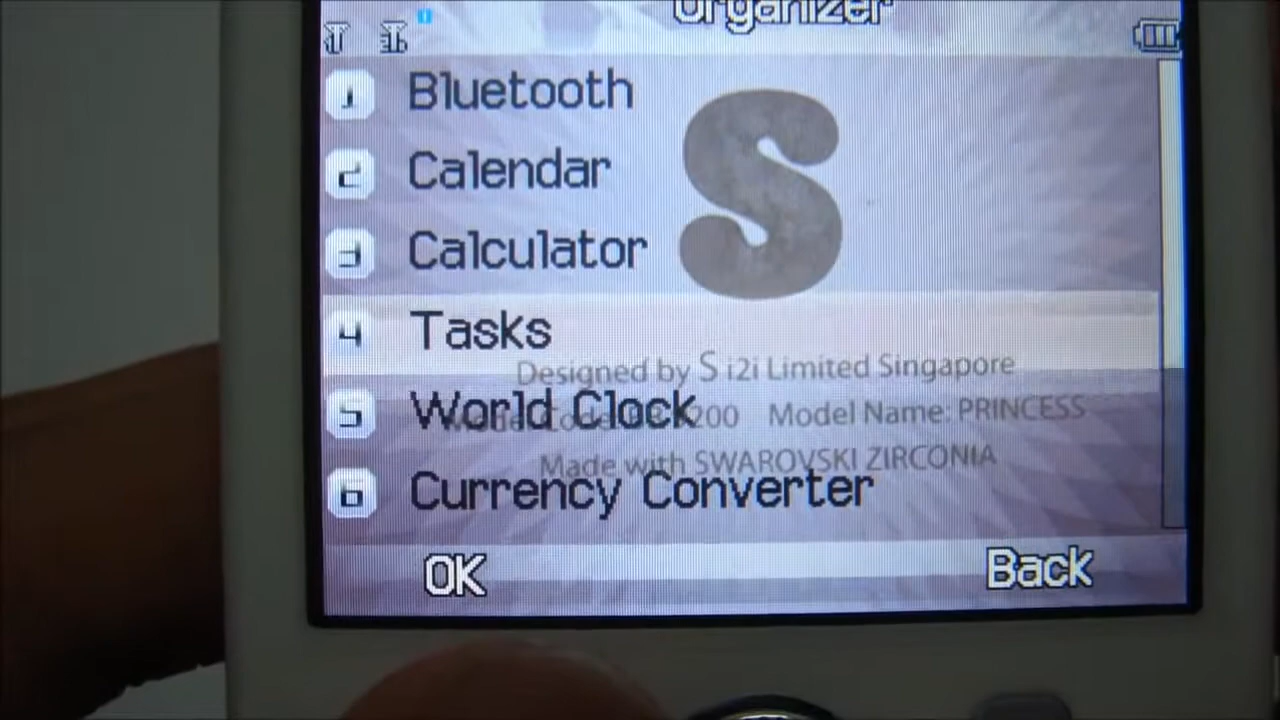 Organizer
1 Bluetooth
2 Calendar
3 Calculator
S
4 Tasks
Designed by S i2i Limited Singapore
5 World Clock
200 Model Name: PRINCESS
Made with SWAROVSKI ZIRCONIA
6 Currency Converter
OK Back